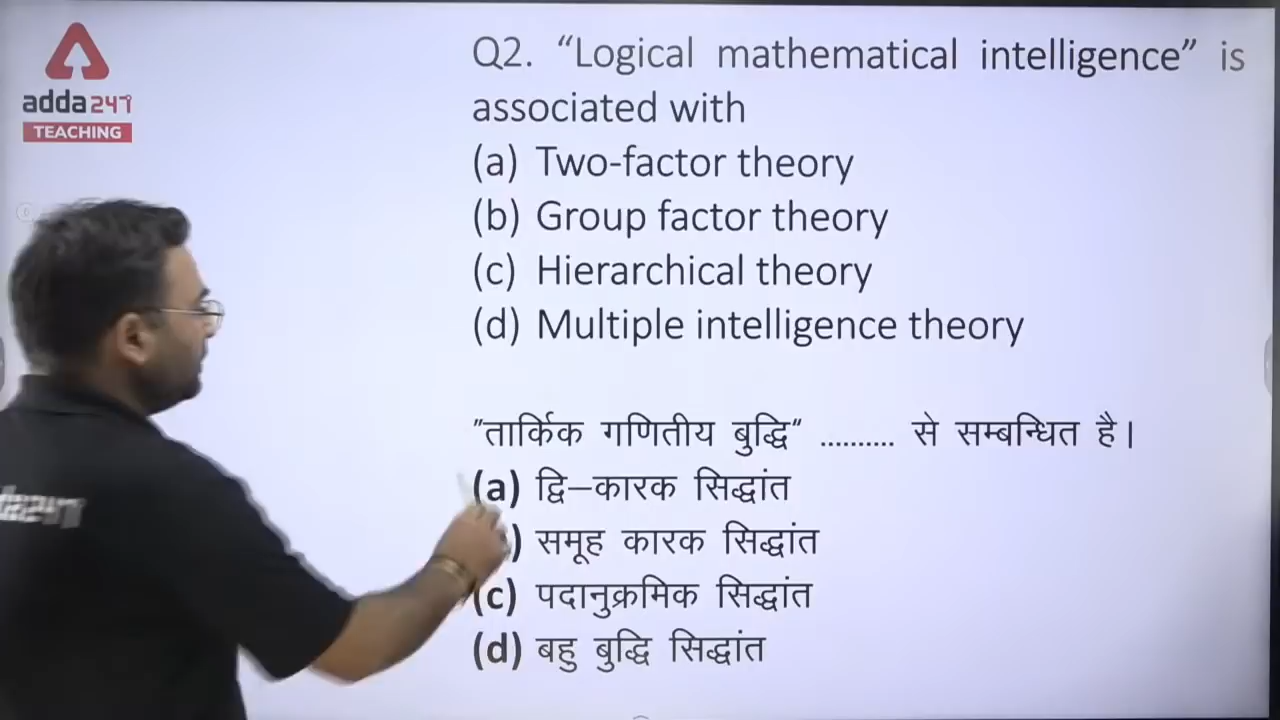 adda247
TEACHING
Q2. “Logical mathematical intelligence” is
associated with
(a) Two-factor theory
(b) Group factor theory
(c) Hierarchical theory
(d) Multiple intelligence theory
"तार्किक गणितीय बुद्धि“ .......... से सम्बन्धित है।
(a) द्वि–कारक सिद्धांत
) समूह कारक सिद्धांत
(c) पदानुक्रमिक सिद्धांत
(d) बहु बुद्धि सिद्धांत